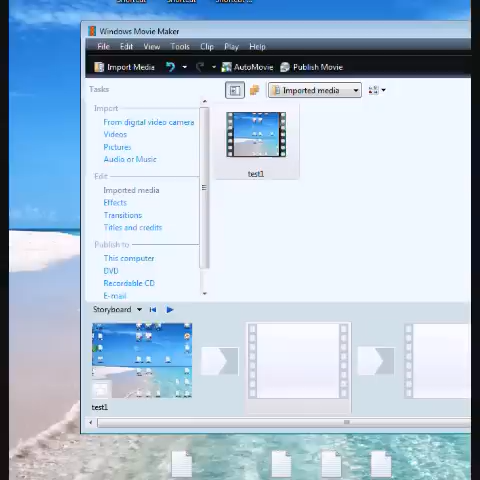 Windows Movie Maker
File Edit View Tools Clip Play Help
Import Media AutoMovie Publish Movie
Tasks
Imported media
Import
From digital video camera
Videos
Pictures
Audio or Music
test1
Edit
Imported media
Effects
Transitions
Titles and credits
Publish to
This computer
DVD
Recordable CD
E-mail
Storyboard
test1